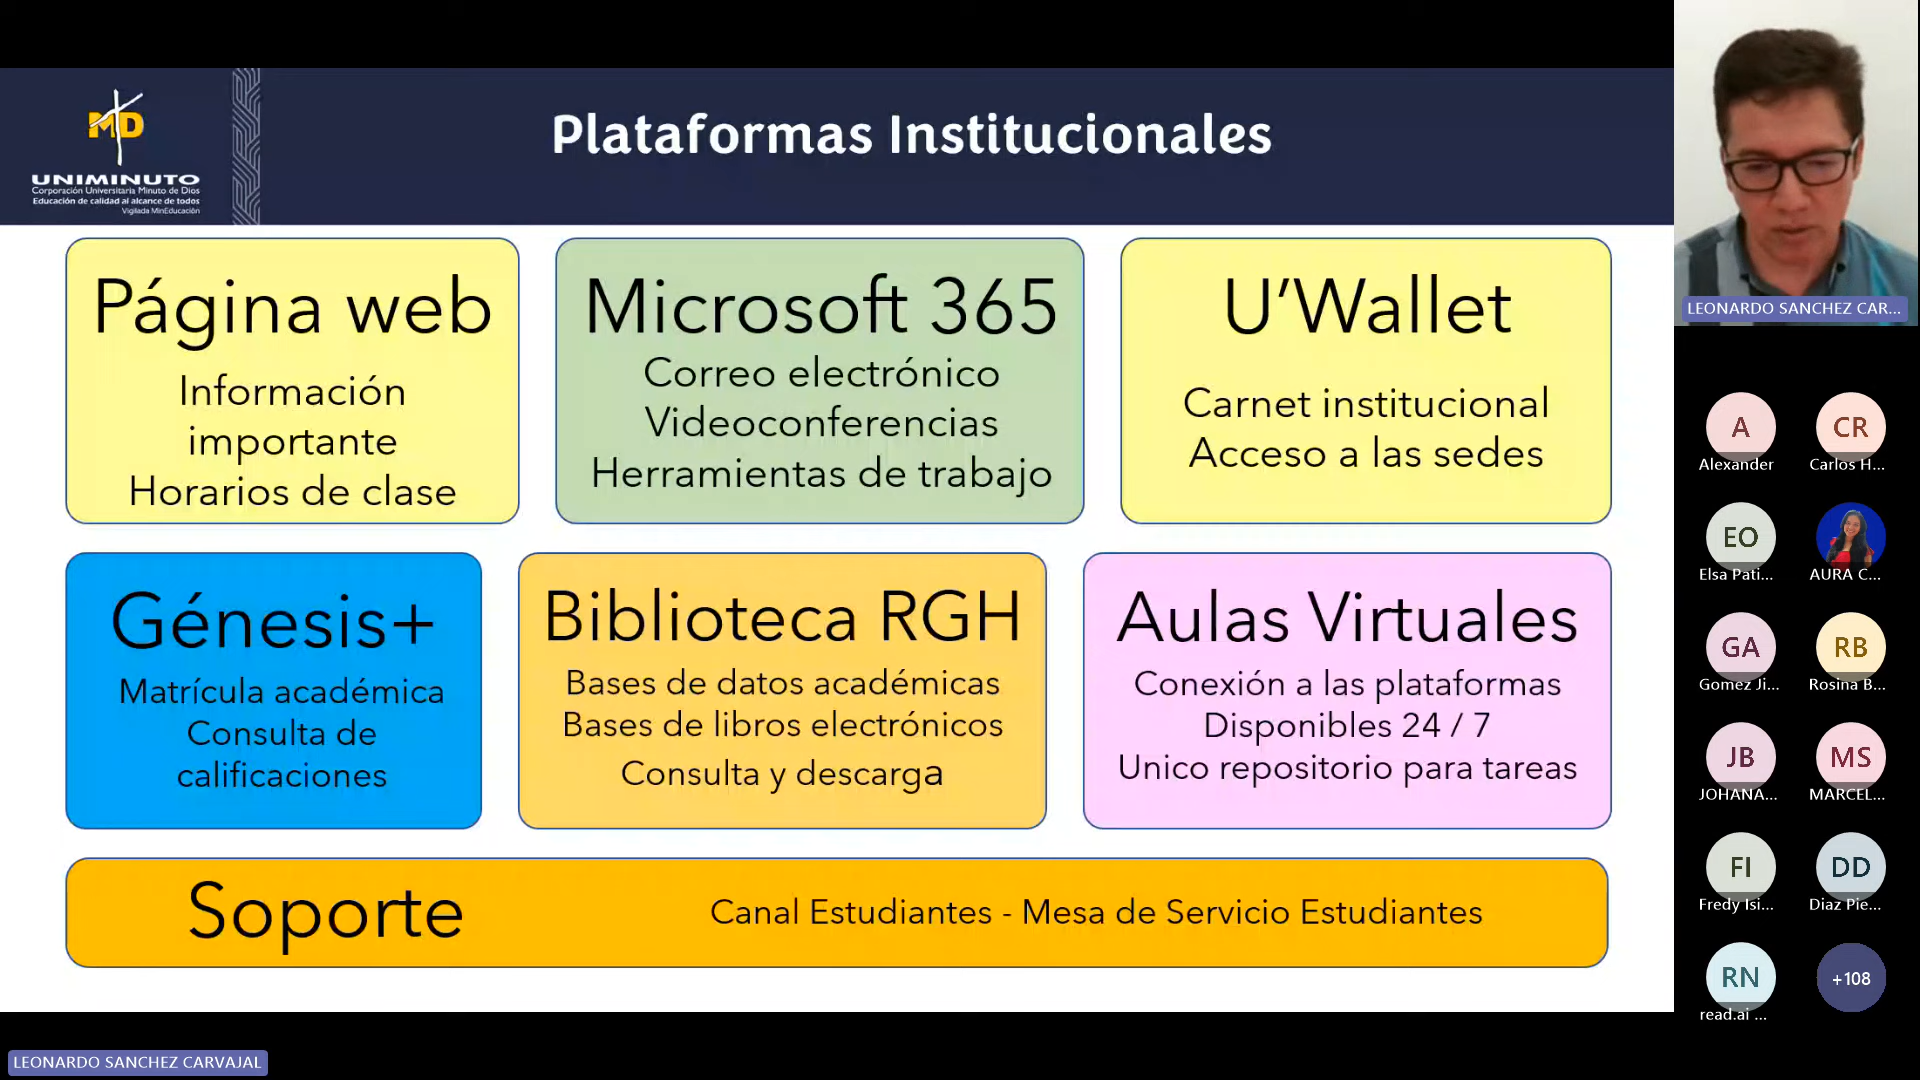 MD
UNIMINUTO
Corporación Universitaria Minuto de Dios
Educación de calidad al alcance de todos
Vigilada MinEducación
Plataformas Institucionales
Página web
Información
importante
Horarios de clase
Microsoft 365
Correo electrónico
Videoconferencias
Herramientas de trabajo
U’Wallet
Carnet institucional
Acceso a las sedes
Génesis+
Matrícula académica
Consulta de
calificaciones
Biblioteca RGH
Bases de datos académicas
Bases de libros electrónicos
Consulta y descarga
Aulas Virtuales
Conexión a las plataformas
Disponibles 24 / 7
Unico repositorio para tareas
Soporte
Canal Estudiantes - Mesa de Servicio Estudiantes
LEONARDO SANCHEZ CAR...
A
Alexander
CR
Carlos H...
EO
Elsa Pati...
AURA C...
GA
Gomez Ji...
RB
Rosina B...
JB
JOHANA...
MS
MARCEL...
FI
Fredy Isi...
DD
Diaz Pie...
RN
read.ai ...
+108
LEONARDO SANCHEZ CARVAJAL